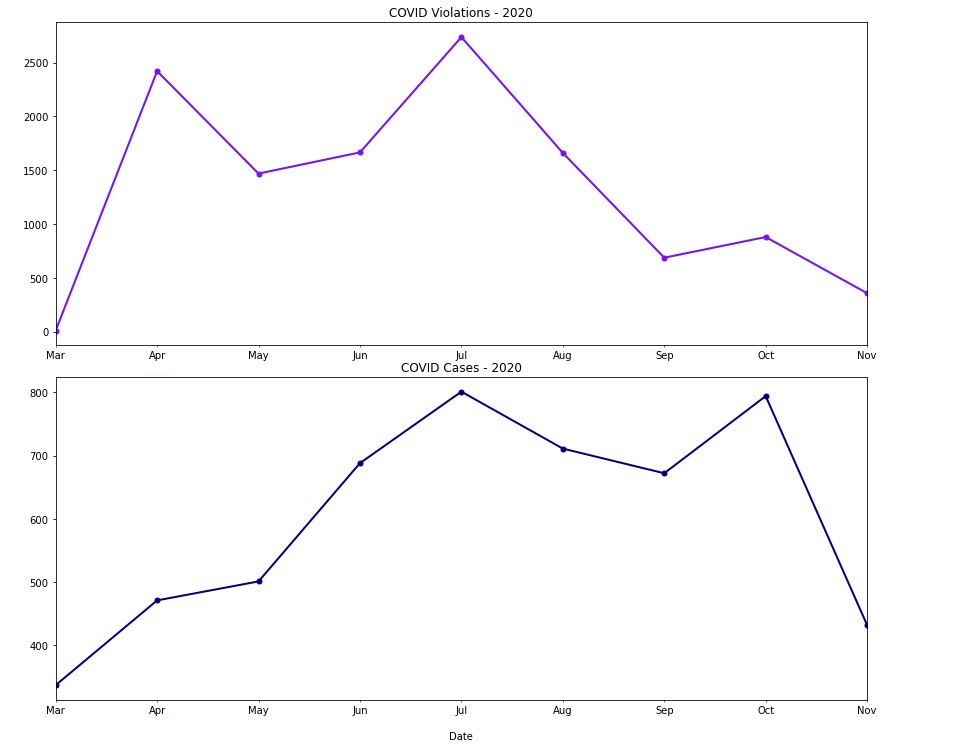 COVID Violations - 2020
2500
2000
1500
1000
500
0
Mar Apr May Jun Jul Aug Sep Oct Nov
COVID Cases - 2020
800
700
600
500
400
Mar Apr May Jun Jul Aug Sep Oct Nov
Date